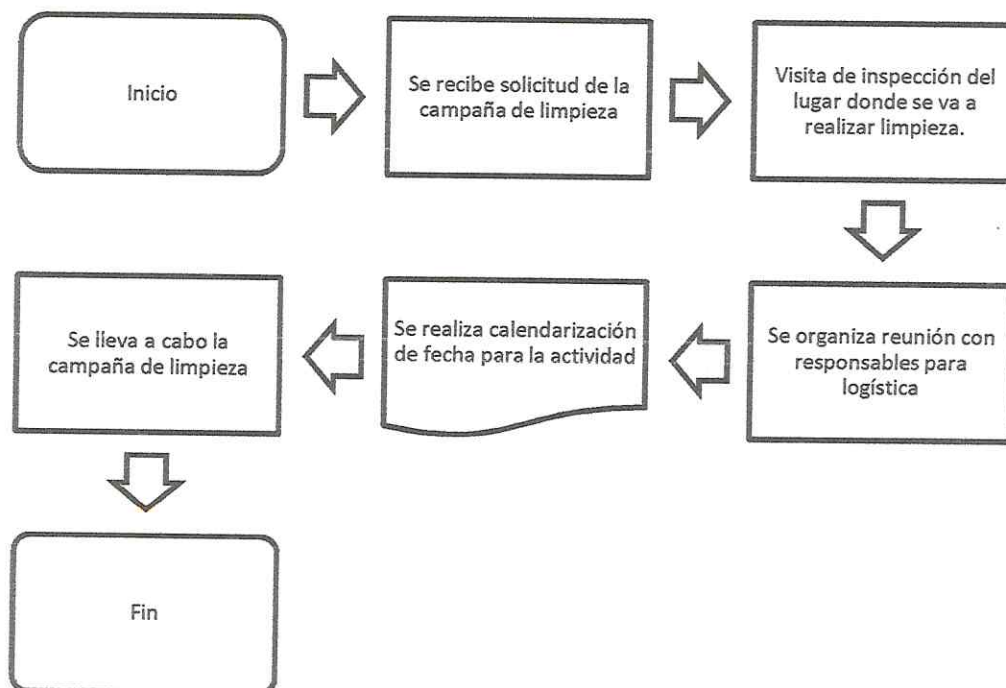 Inicio
Se recibe solicitud de la
campaña de limpieza
Visita de inspección del
lugar donde se va a
realizar limpieza.
Se organiza reunión con
responsables para
logística
Se realiza calendarización
de fecha para la actividad
Se lleva a cabo la
campaña de limpieza
Fin